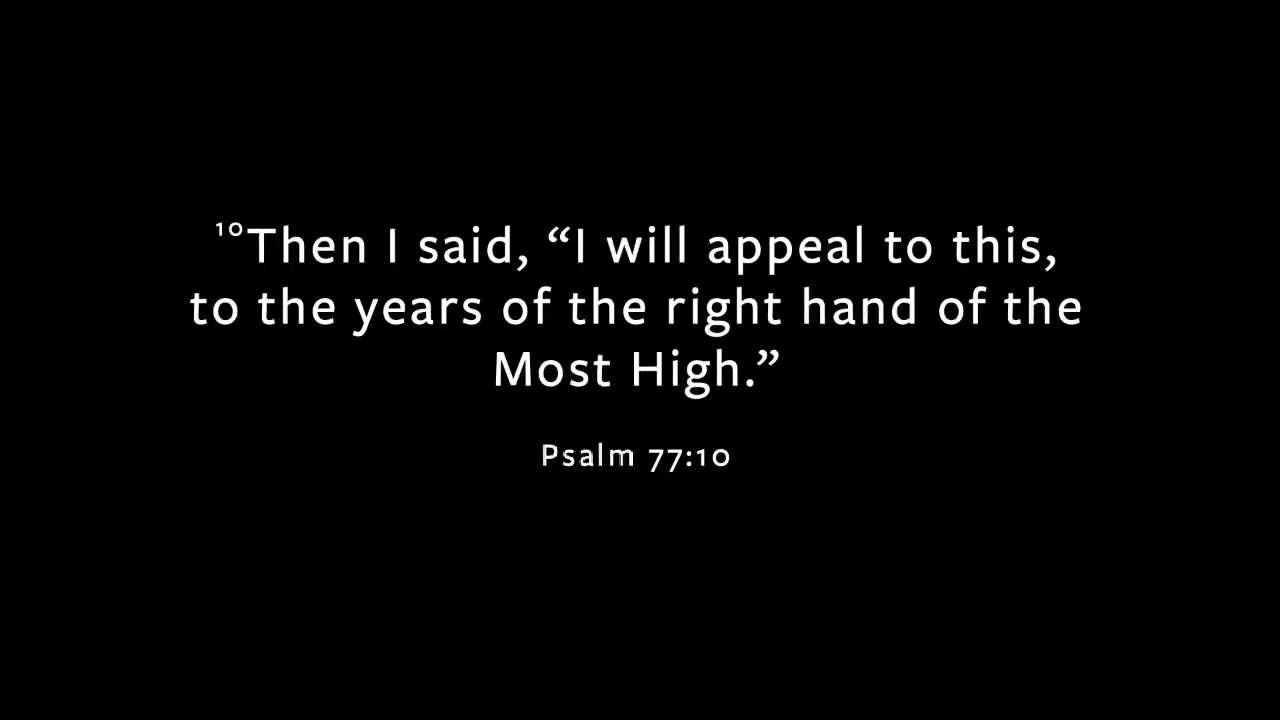 ¹⁰Then I said, “I will appeal to this,
to the years of the right hand of the
Most High.”
Psalm 77:10